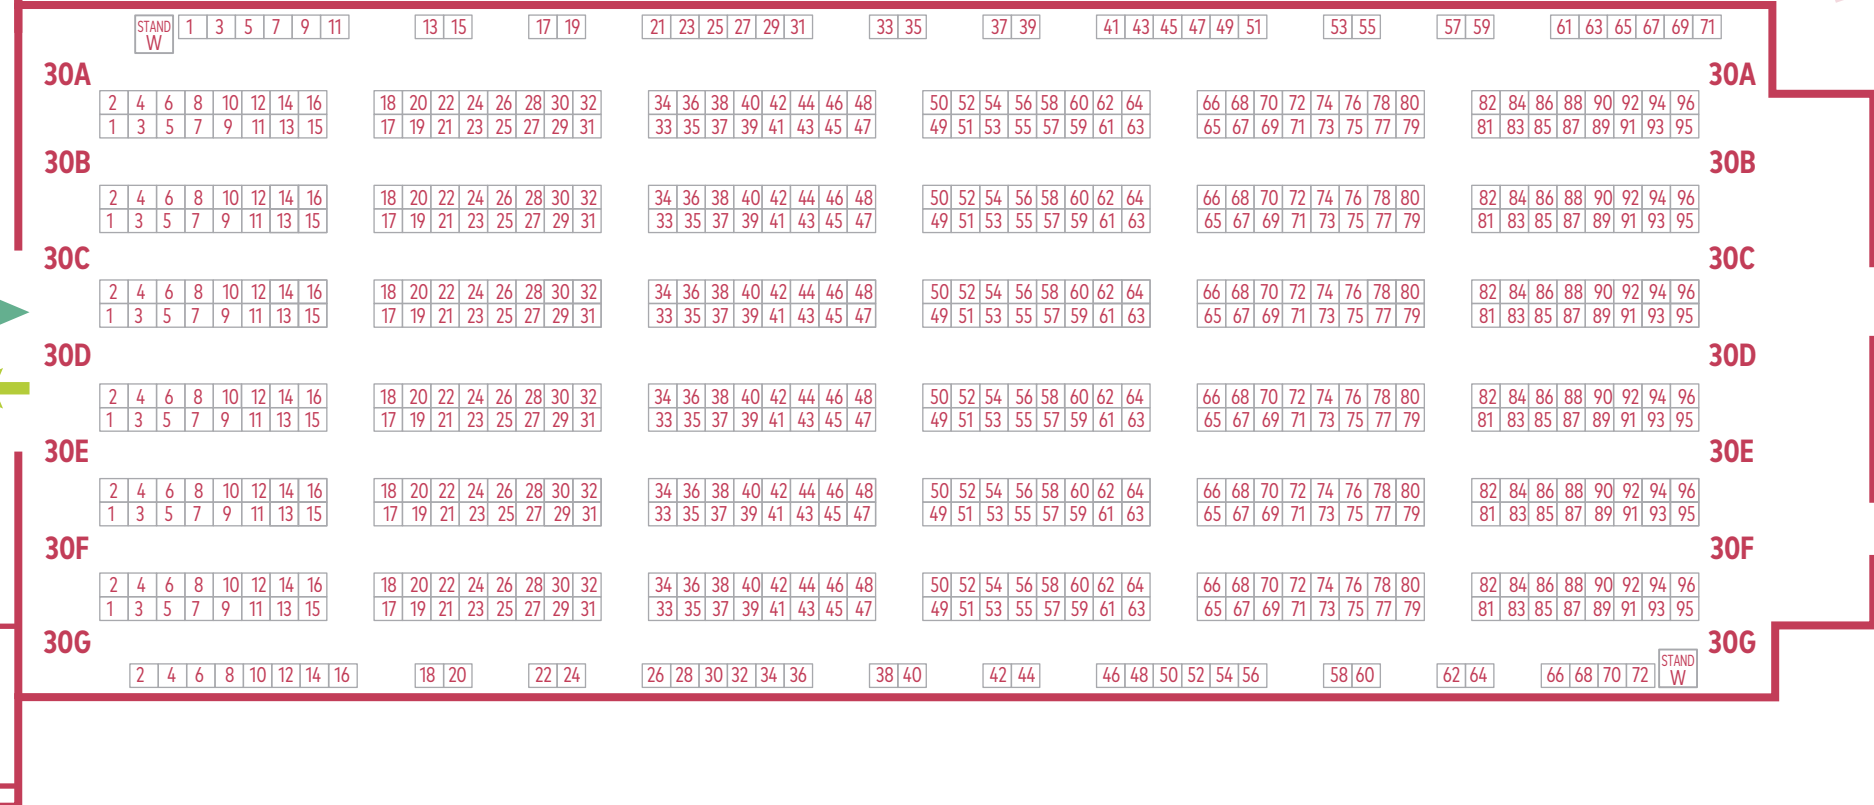 STAND
W 1 3 5 7 9 11 13 15 17 19 21 23 25 27 29 31 33 35 37 39 41 43 45 47 49 51 53 55 57 59 61 63 65 67 69 71
30A 30A
2 4 6 8 10 12 14 16 18 20 22 24 26 28 30 32 34 36 38 40 42 44 46 48 50 52 54 56 58 60 62 64 66 68 70 72 74 76 78 80 82 84 86 88 90 92 94 96
1 3 5 7 9 11 13 15 17 19 21 23 25 27 29 31 33 35 37 39 41 43 45 47 49 51 53 55 57 59 61 63 65 67 69 71 73 75 77 79 81 83 85 87 89 91 93 95
30B 30B
2 4 6 8 10 12 14 16 18 20 22 24 26 28 30 32 34 36 38 40 42 44 46 48 50 52 54 56 58 60 62 64 66 68 70 72 74 76 78 80 82 84 86 88 90 92 94 96
1 3 5 7 9 11 13 15 17 19 21 23 25 27 29 31 33 35 37 39 41 43 45 47 49 51 53 55 57 59 61 63 65 67 69 71 73 75 77 79 81 83 85 87 89 91 93 95
30C 30C
2 4 6 8 10 12 14 16 18 20 22 24 26 28 30 32 34 36 38 40 42 44 46 48 50 52 54 56 58 60 62 64 66 68 70 72 74 76 78 80 82 84 86 88 90 92 94 96
1 3 5 7 9 11 13 15 17 19 21 23 25 27 29 31 33 35 37 39 41 43 45 47 49 51 53 55 57 59 61 63 65 67 69 71 73 75 77 79 81 83 85 87 89 91 93 95
30D 30D
2 4 6 8 10 12 14 16 18 20 22 24 26 28 30 32 34 36 38 40 42 44 46 48 50 52 54 56 58 60 62 64 66 68 70 72 74 76 78 80 82 84 86 88 90 92 94 96
1 3 5 7 9 11 13 15 17 19 21 23 25 27 29 31 33 35 37 39 41 43 45 47 49 51 53 55 57 59 61 63 65 67 69 71 73 75 77 79 81 83 85 87 89 91 93 95
30E 30E
2 4 6 8 10 12 14 16 18 20 22 24 26 28 30 32 34 36 38 40 42 44 46 48 50 52 54 56 58 60 62 64 66 68 70 72 74 76 78 80 82 84 86 88 90 92 94 96
1 3 5 7 9 11 13 15 17 19 21 23 25 27 29 31 33 35 37 39 41 43 45 47 49 51 53 55 57 59 61 63 65 67 69 71 73 75 77 79 81 83 85 87 89 91 93 95
30F 30F
2 4 6 8 10 12 14 16 18 20 22 24 26 28 30 32 34 36 38 40 42 44 46 48 50 52 54 56 58 60 62 64 66 68 70 72 74 76 78 80 82 84 86 88 90 92 94 96
1 3 5 7 9 11 13 15 17 19 21 23 25 27 29 31 33 35 37 39 41 43 45 47 49 51 53 55 57 59 61 63 65 67 69 71 73 75 77 79 81 83 85 87 89 91 93 95
30G 30G
2 4 6 8 10 12 14 16 18 20 22 24 26 28 30 32 34 36 38 40 42 44 46 48 50 52 54 56 58 60 62 64 66 68 70 72 STAND
W